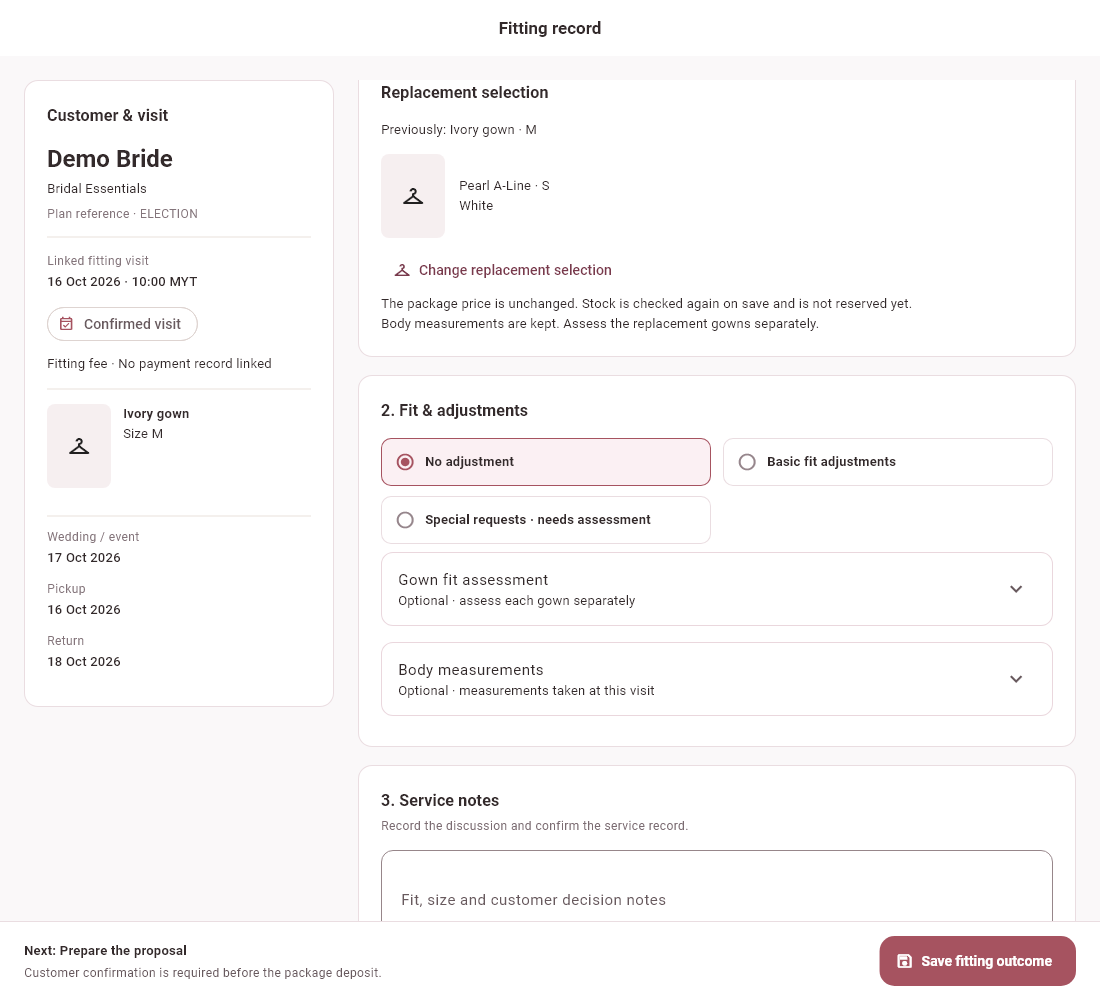 Fitting record
Customer & visit
Demo Bride
Bridal Essentials
Plan reference · ELECTION
Linked fitting visit
16 Oct 2026 · 10:00 MYT
Confirmed visit
Fitting fee · No payment record linked
Ivory gown
Size M
Wedding / event
17 Oct 2026
Pickup
16 Oct 2026
Return
18 Oct 2026
Replacement selection
Previously: Ivory gown · M
Pearl A-Line · S
White
Change replacement selection
The package price is unchanged. Stock is checked again on save and is not reserved yet.
Body measurements are kept. Assess the replacement gowns separately.
2. Fit & adjustments
No adjustment
Basic fit adjustments
Special requests · needs assessment
Gown fit assessment
Optional · assess each gown separately
Body measurements
Optional · measurements taken at this visit
3. Service notes
Record the discussion and confirm the service record.
Fit, size and customer decision notes
Next: Prepare the proposal
Customer confirmation is required before the package deposit.
Save fitting outcome